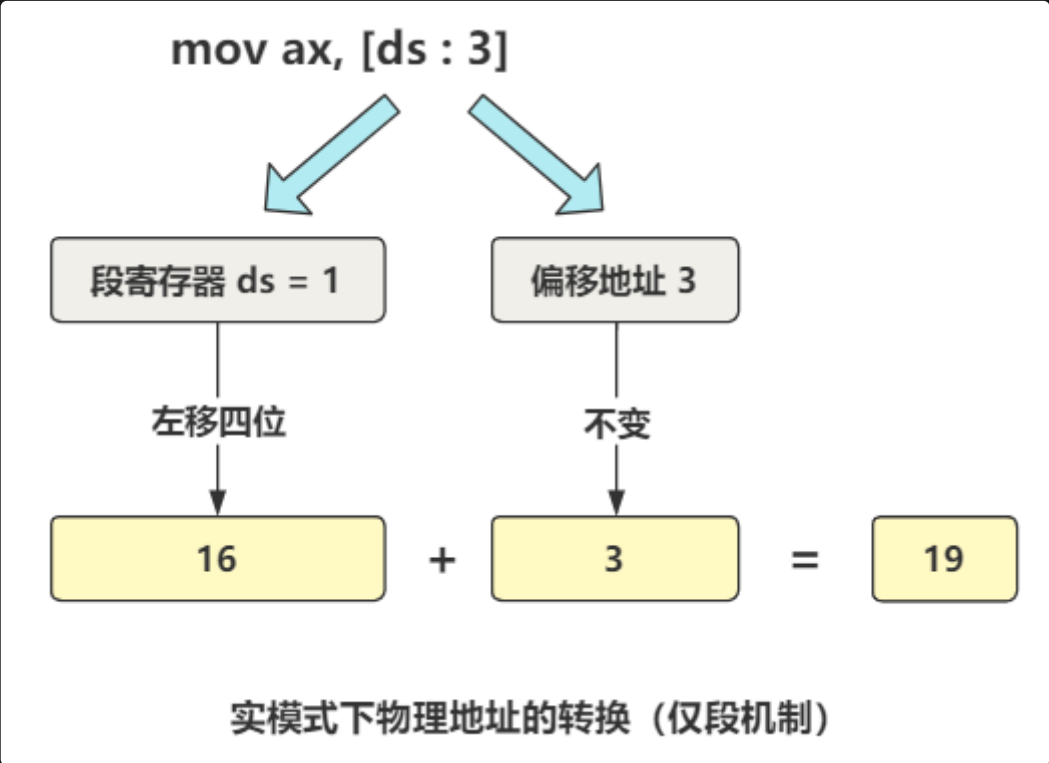 mov ax, [ds : 3]
段寄存器 ds = 1
偏移地址 3
左移四位
不变
16 + 3 = 19
实模式下物理地址的转换（仅段机制）